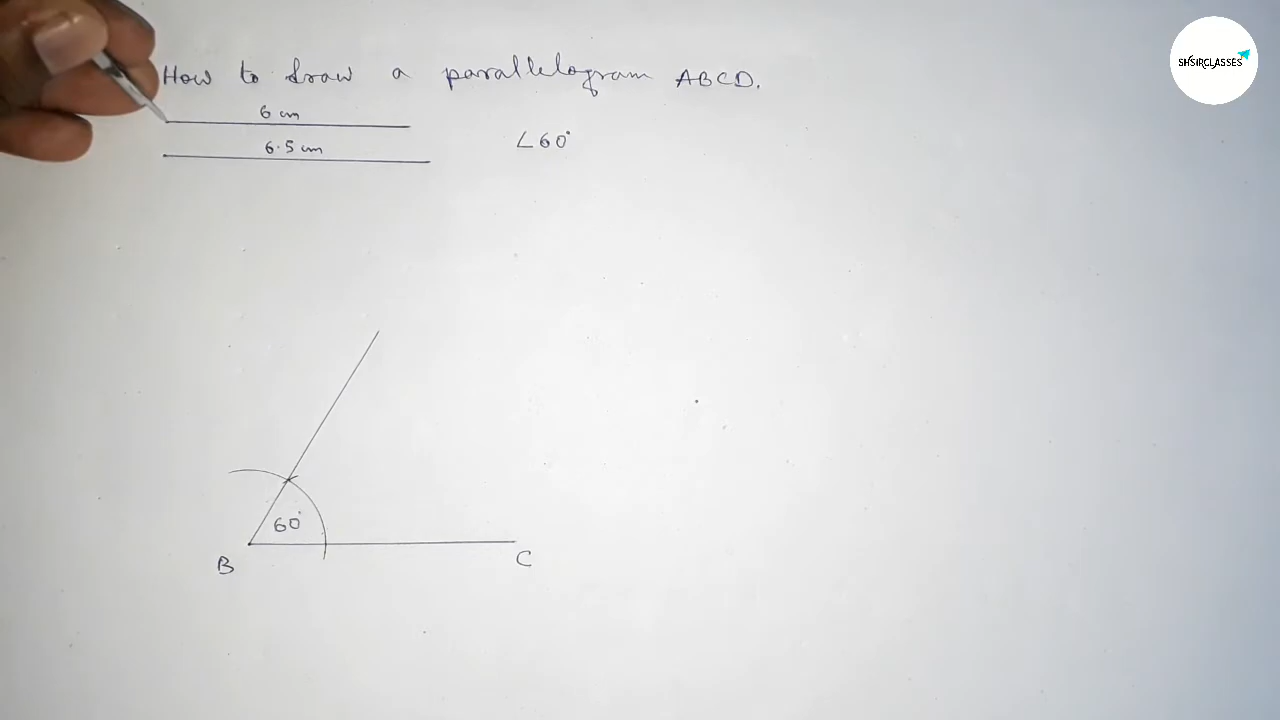 How to draw a parallelogram ABCD.
6 cm
6.5 cm
∠60°
60°
B
C
SHSIRCLASSES